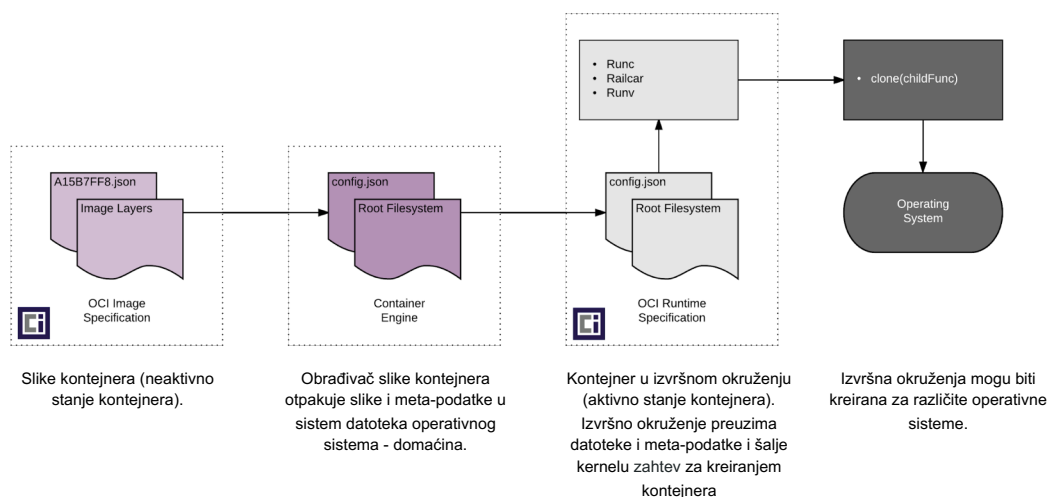 A15B7FF8.json
Image Layers
OCI Image
Specification
Ci
Slike kontejnera (neaktivno
stanje kontejnera).
config.json
Root Filesystem
Container
Engine
Obrađivač slike kontejnera
otpakuje slike i meta-podatke u
sistem datoteka operativnog
sistema - domaćina.
• Runc
• Railcar
• Runv
config.json
Root Filesystem
OCI Runtime
Specification
Ci
Kontejner u izvršnom okruženju
(aktivno stanje kontejnera).
Izvršno okruženje preuzima
datoteke i meta-podatke i šalje
kernelu zahtev za kreiranjem
kontejnera
• clone(childFunc)
Operating
System
Izvršna okruženja mogu biti
kreirana za različite operativne
sisteme.